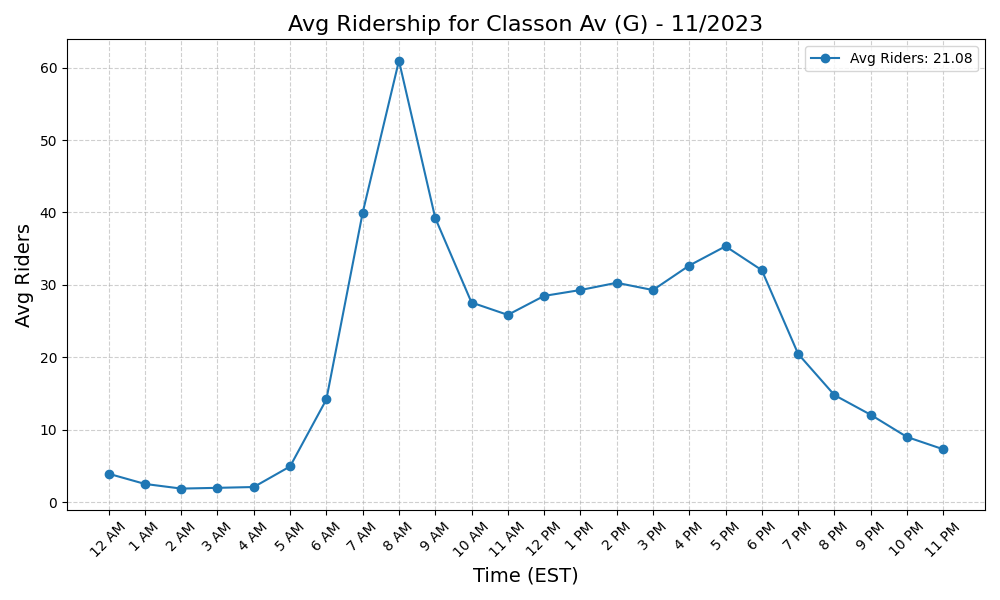 Avg Ridership for Classon Av (G) - 11/2023
Avg Riders: 21.08
Avg Riders
60
50
40
30
20
10
0
12 AM
1 AM
2 AM
3 AM
4 AM
5 AM
6 AM
7 AM
8 AM
9 AM
10 AM
11 AM
12 PM
1 PM
2 PM
3 PM
4 PM
5 PM
6 PM
7 PM
8 PM
9 PM
10 PM
11 PM
Time (EST)